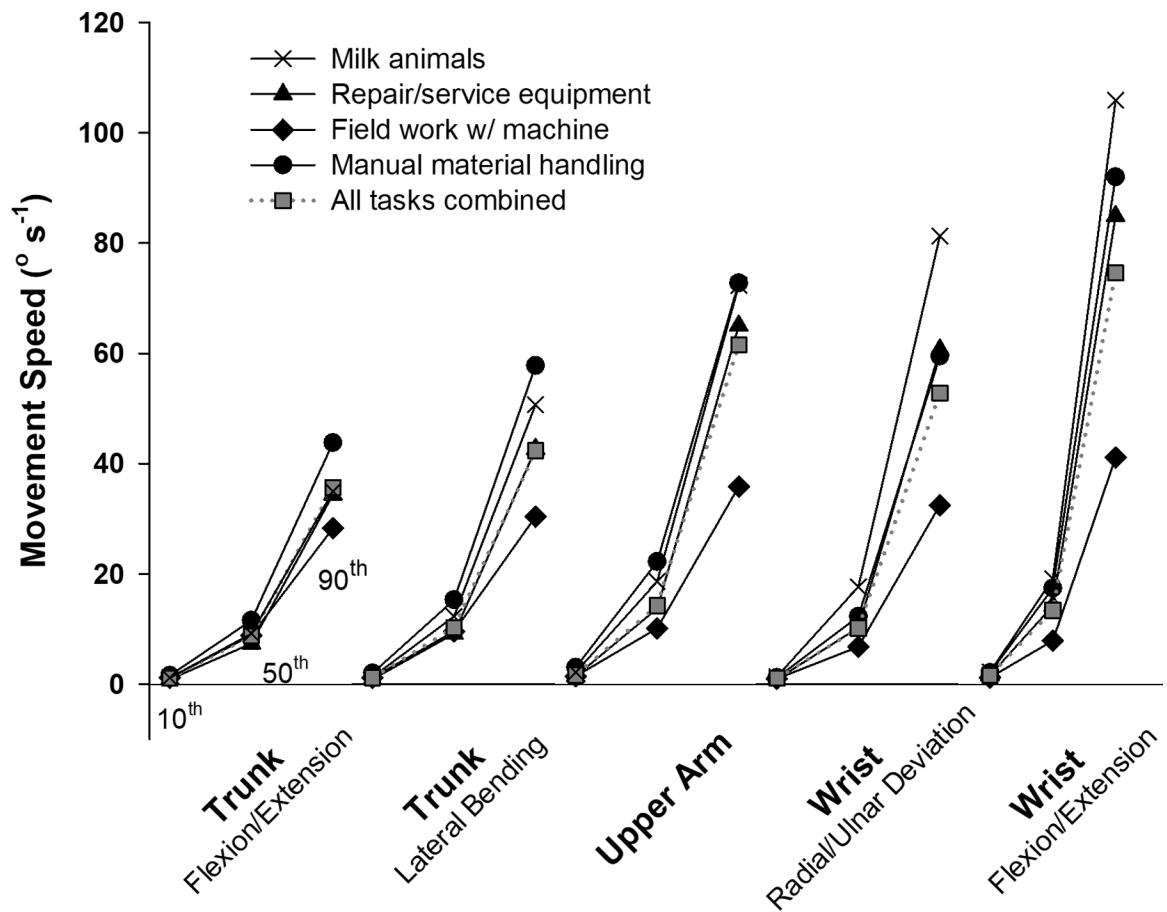 120
100
80
60
40
20
0
Movement Speed (° s⁻¹)
Milk animals
Repair/service equipment
Field work w/ machine
Manual material handling
All tasks combined
90th
50th
10th
Trunk
Flexion/Extension
Trunk
Lateral Bending
Upper Arm
Wrist
Radial/Ulnar Deviation
Wrist
Flexion/Extension